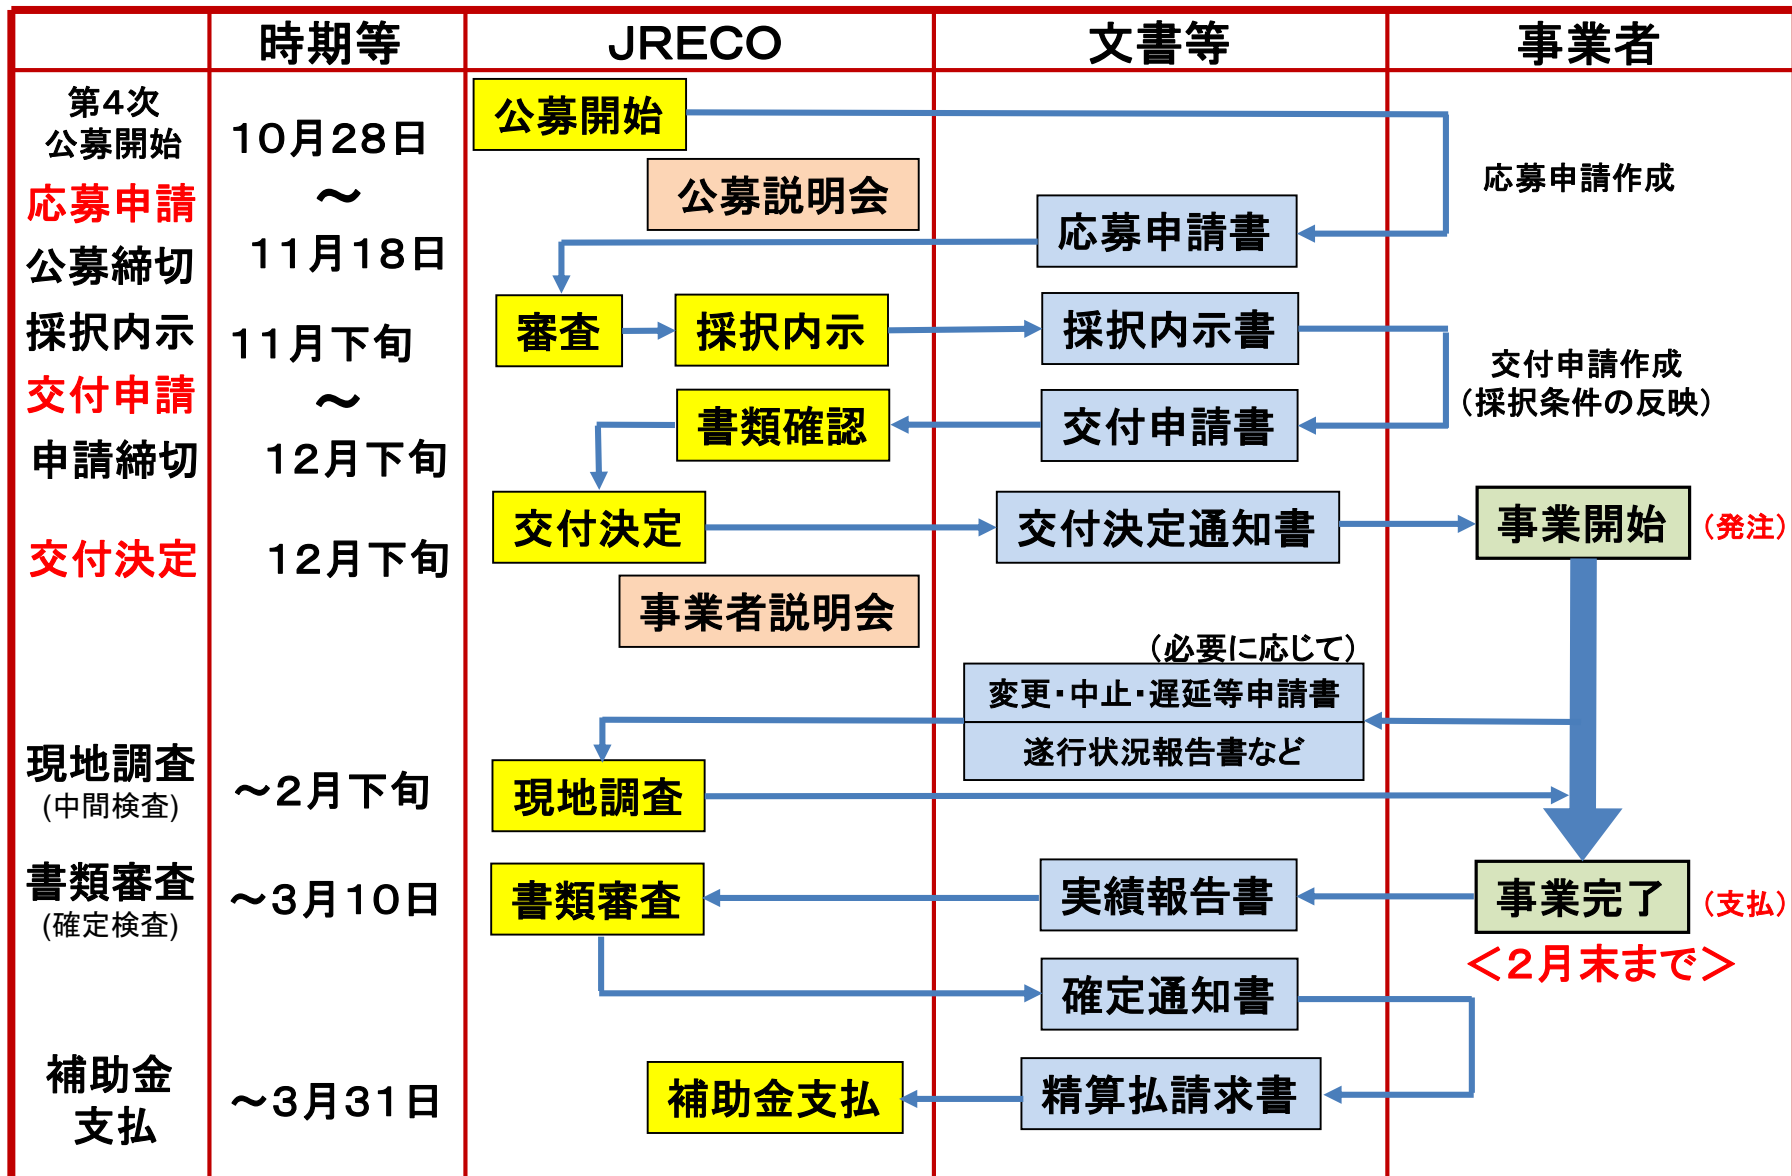 時期等
JRECO
文書等
事業者
第4次
公募開始
10月28日
公募開始
応募申請作成
公募説明会
応募申請
～
応募申請書
公募締切
11月18日
採択内示
11月下旬
審査
採択内示
採択内示書
交付申請作成
（採択条件の反映）
交付申請
～
書類確認
交付申請書
申請締切
12月下旬
交付決定
12月下旬
交付決定
交付決定通知書
事業開始
（発注）
事業者説明会
（必要に応じて）
変更・中止・遅延等申請書
遂行状況報告書など
現地調査
(中間検査)
～2月下旬
現地調査
書類審査
(確定検査)
～3月10日
書類審査
実績報告書
事業完了
（支払）
＜2月末まで＞
確定通知書
補助金
支払
～3月31日
補助金支払
精算払請求書